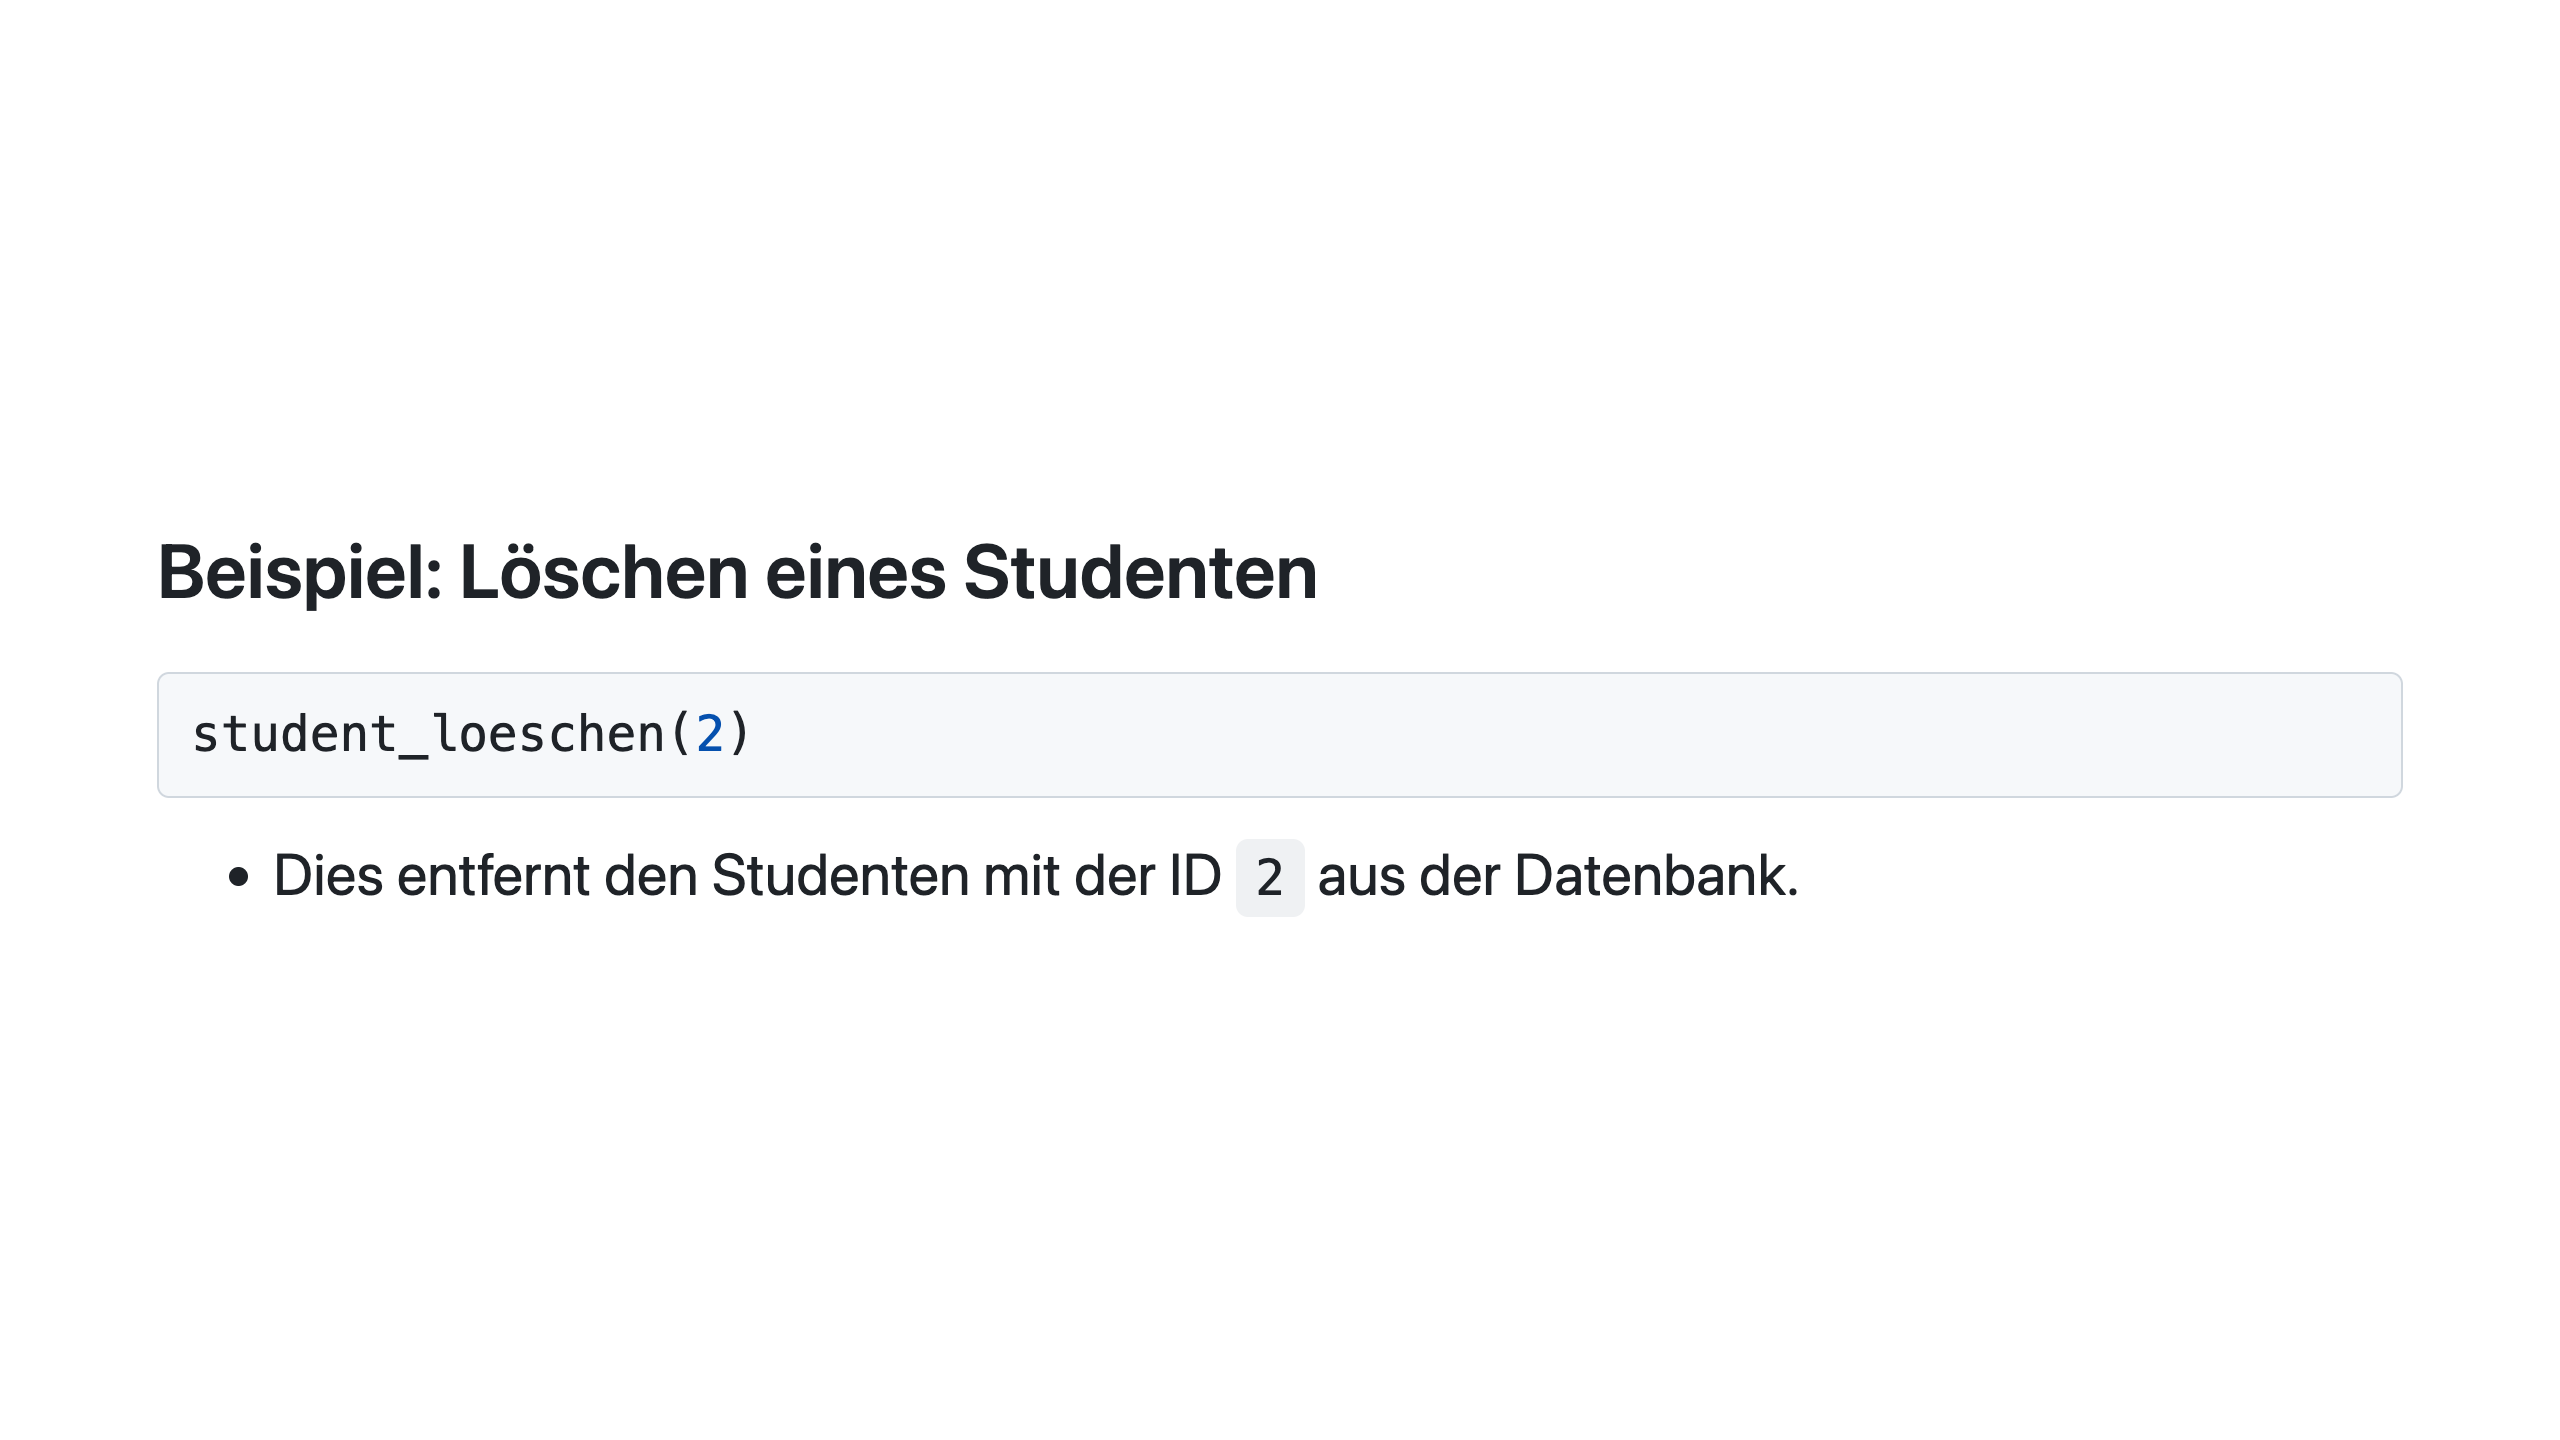 Beispiel: Löschen eines Studenten
student_loeschen(2)
• Dies entfernt den Studenten mit der ID 2 aus der Datenbank.